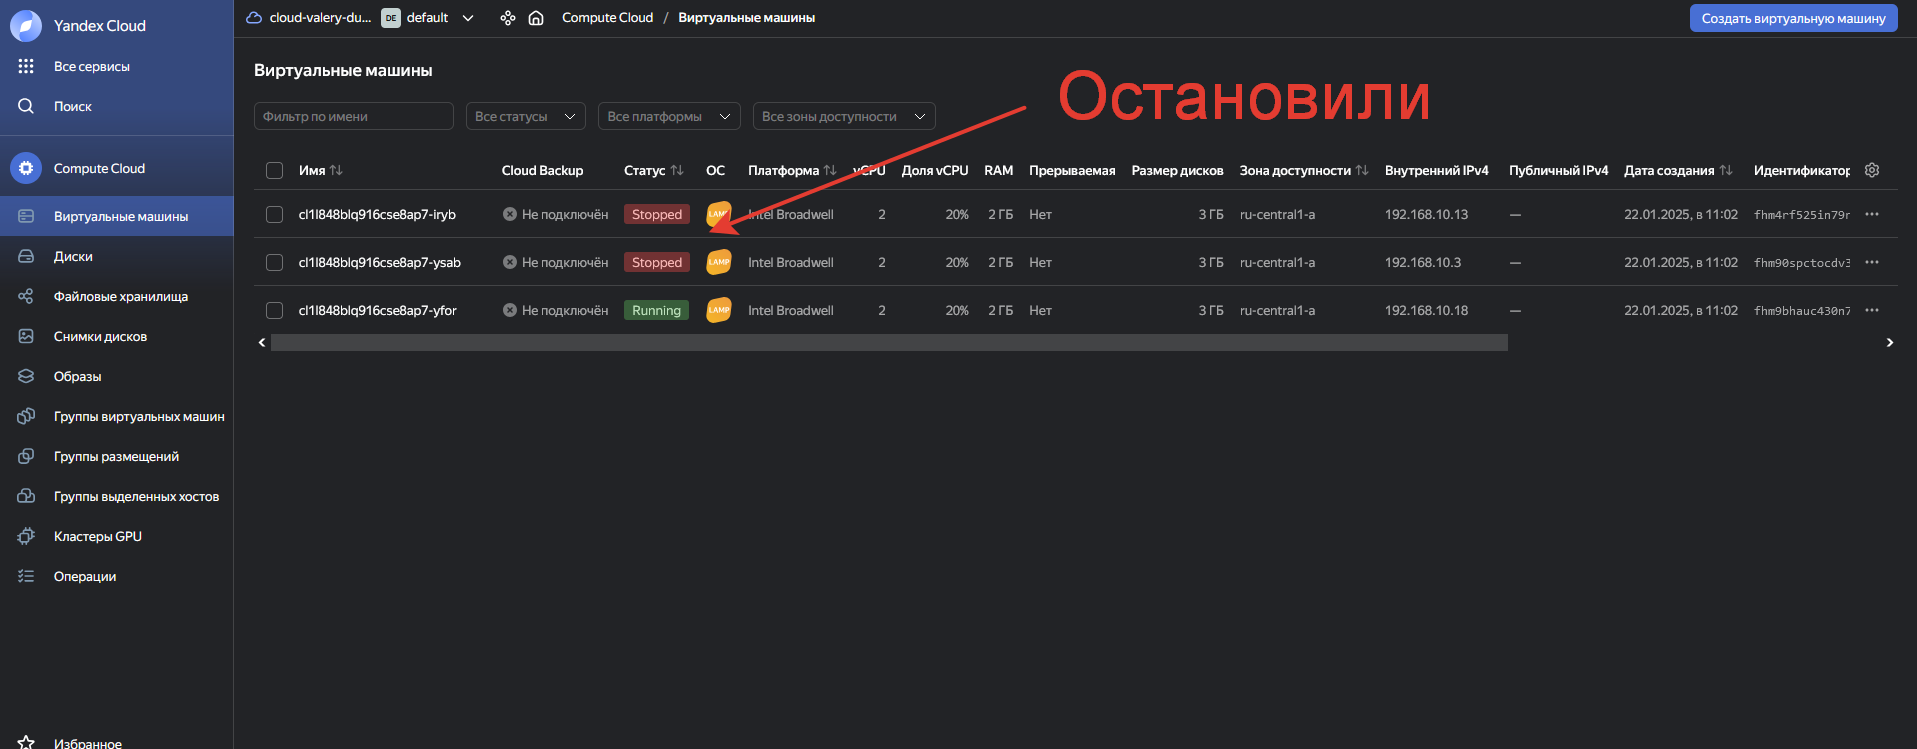 Yandex Cloud
Все сервисы
Поиск
Compute Cloud
Виртуальные машины
Диски
Файловые хранилища
Снимки дисков
Образы
Группы виртуальных машин
Группы размещений
Группы выделенных хостов
Кластеры GPU
Операции
Избранное
cloud-valery-du... DE default Compute Cloud / Виртуальные машины Создать виртуальную машину
Виртуальные машины
Остановили
Фильтр по имени Все статусы Все платформы Все зоны доступности
Имя Cloud Backup Статус ОС Платформа vCPU Доля vCPU RAM Прерываемая Размер дисков Зона доступности Внутренний IPv4 Публичный IPv4 Дата создания Идентификатор
cl1l848blq916cse8ap7-iryb Не подключён Stopped LAMP Intel Broadwell 2 20% 2 ГБ Нет 3 ГБ ru-central1-a 192.168.10.13 — 22.01.2025, в 11:02 fhm4rf525in79r
cl1l848blq916cse8ap7-ysab Не подключён Stopped LAMP Intel Broadwell 2 20% 2 ГБ Нет 3 ГБ ru-central1-a 192.168.10.3 — 22.01.2025, в 11:02 fhm90spctocdv3
cl1l848blq916cse8ap7-yfor Не подключён Running LAMP Intel Broadwell 2 20% 2 ГБ Нет 3 ГБ ru-central1-a 192.168.10.18 — 22.01.2025, в 11:02 fhm9bhauc430n7